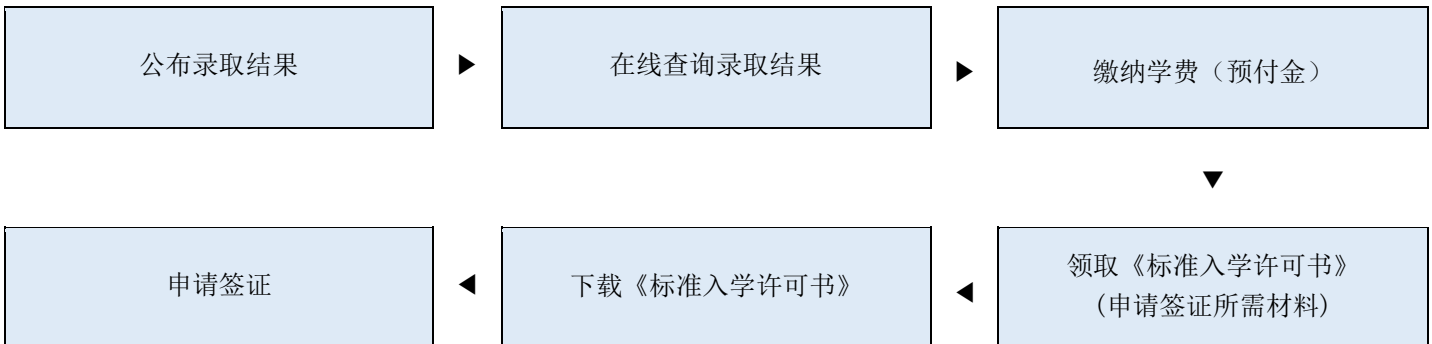 公布录取结果
在线查询录取结果
缴纳学费（预付金）
领取《标准入学许可书》
(申请签证所需材料)
下载《标准入学许可书》
申请签证